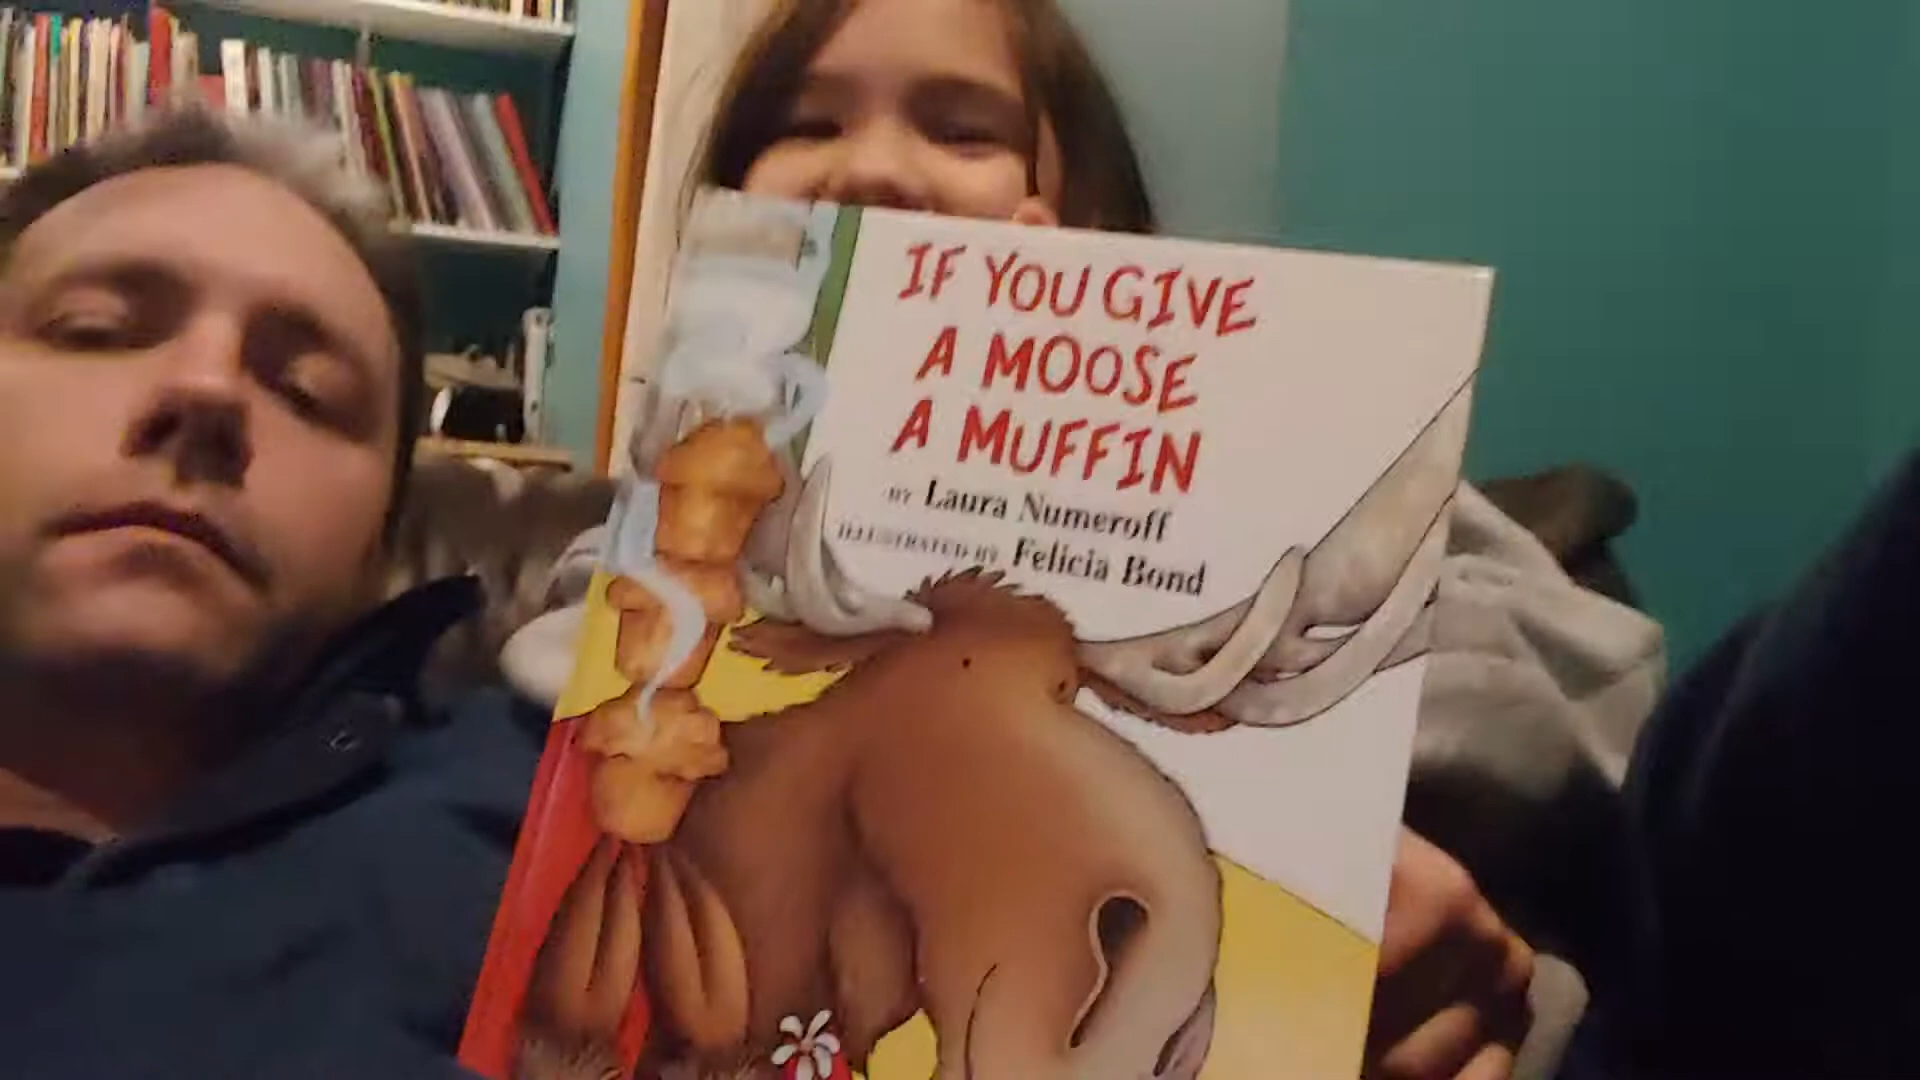 IF YOU GIVE
A MOOSE
A MUFFIN
BY Laura Numeroff
ILLUSTRATED BY Felicia Bond